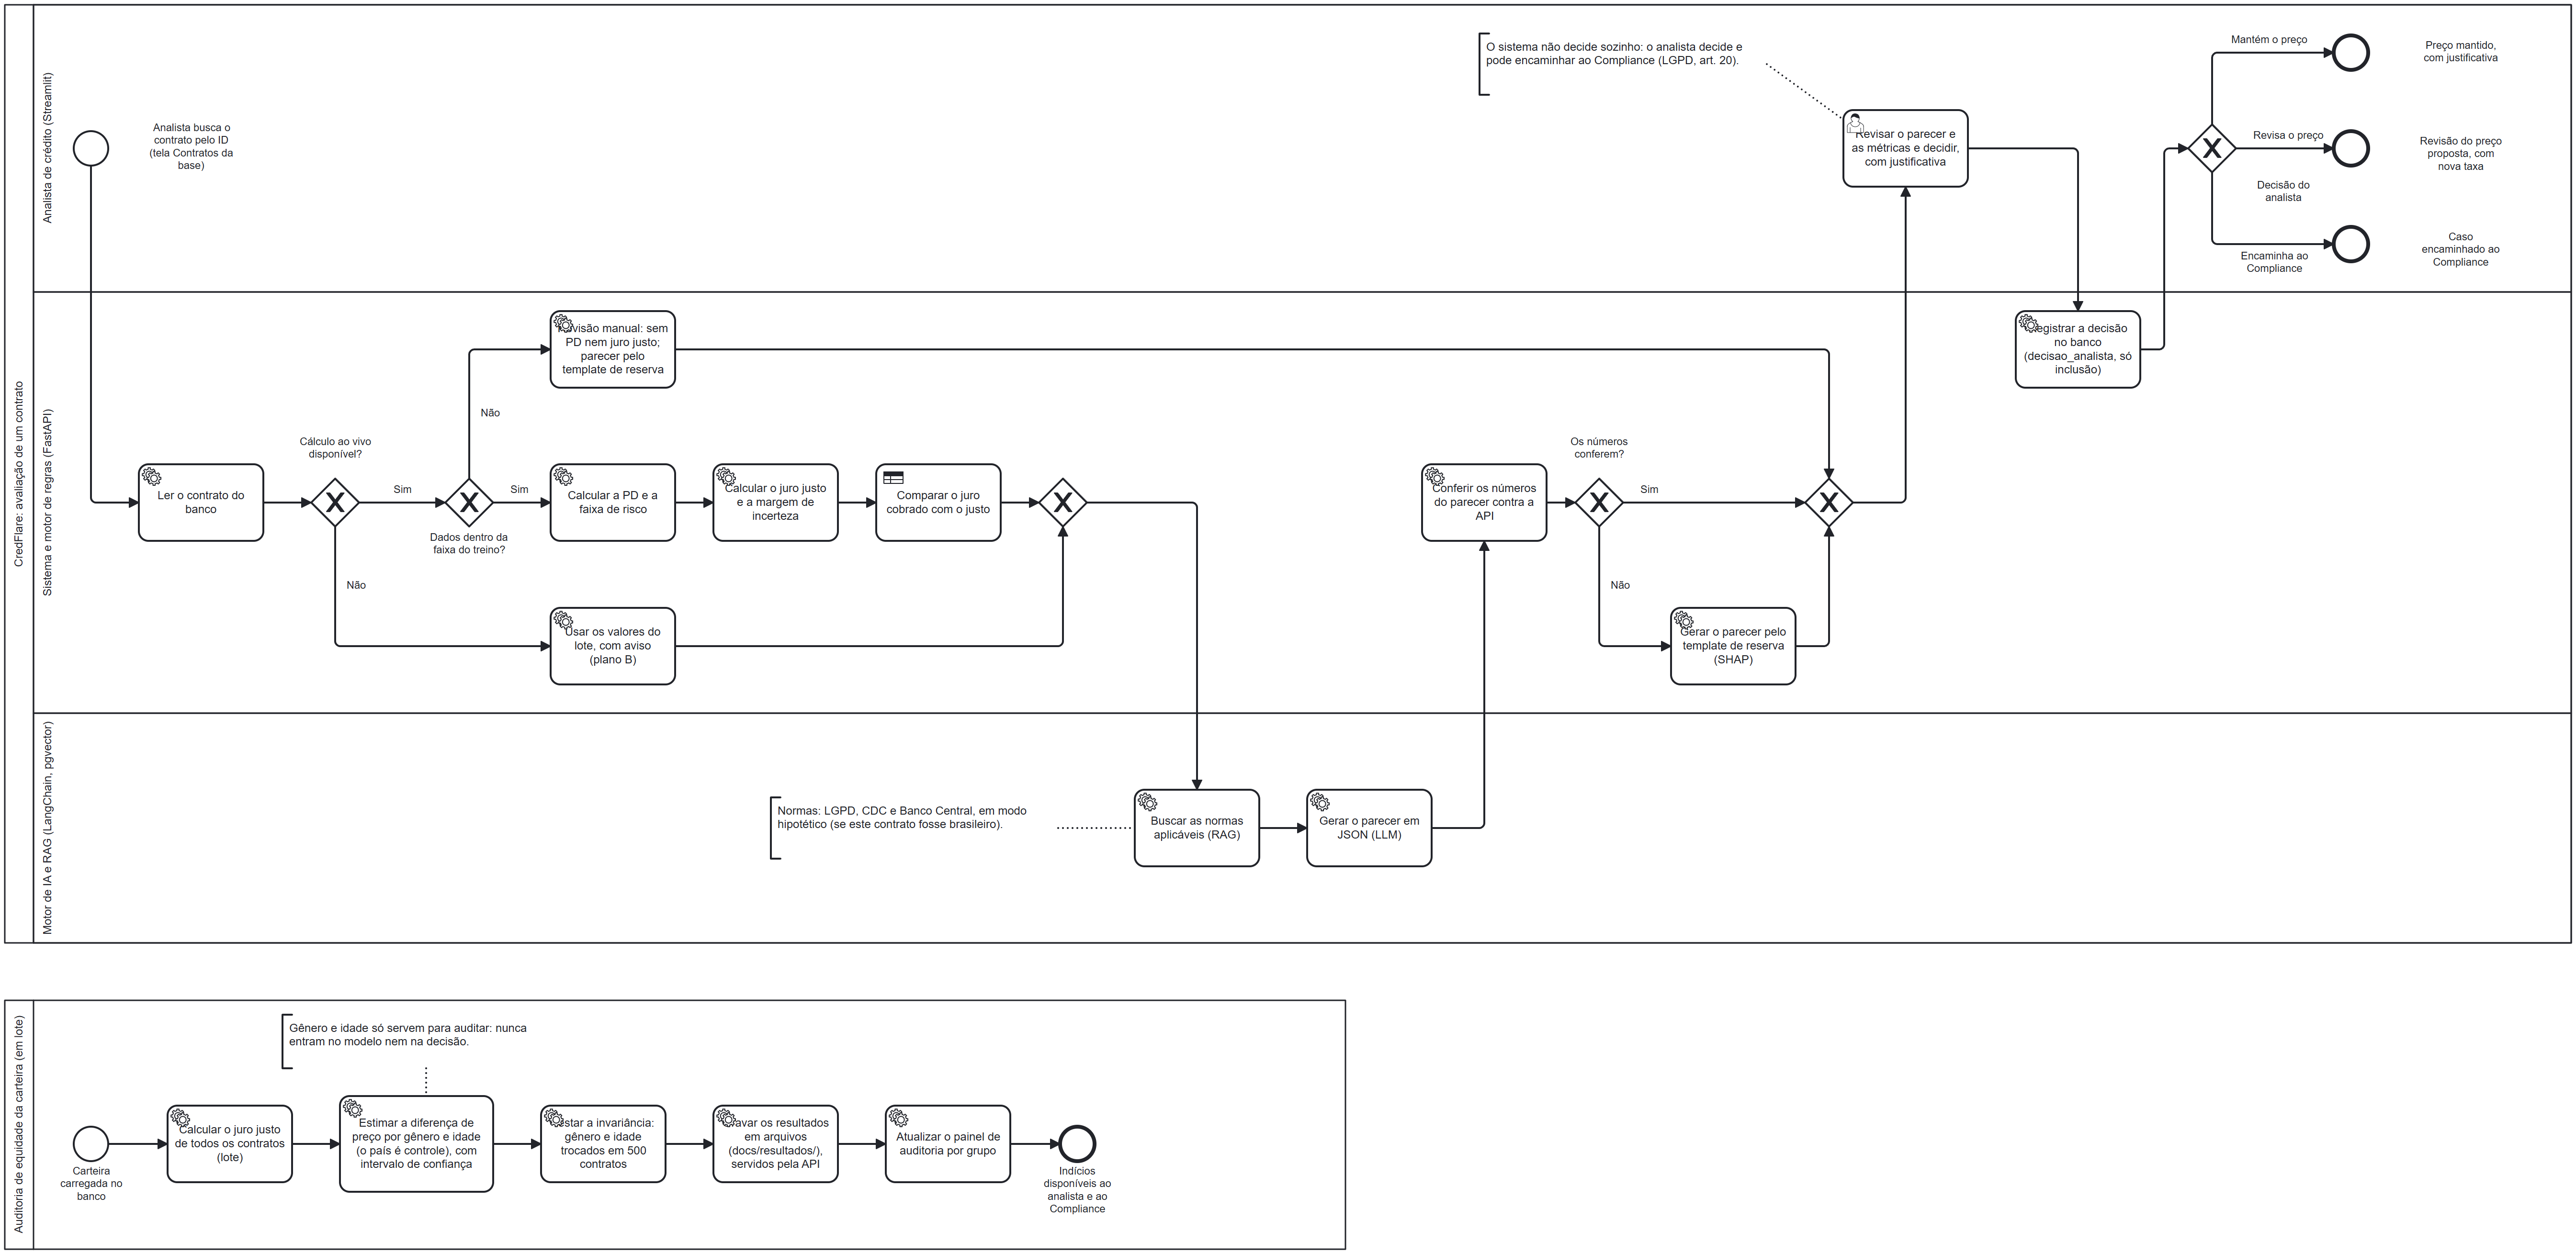 CredFlare: avaliação de um contrato
Analista de crédito (Streamlit)
Analista busca o
contrato pelo ID
(tela Contratos da
base)
O sistema não decide sozinho: o analista decide e
pode encaminhar ao Compliance (LGPD, art. 20).
Revisar o parecer e
as métricas e decidir,
com justificativa
Mantém o preço
Preço mantido,
com justificativa
Revisa o preço
Revisão do preço
proposta, com
nova taxa
Decisão do
analista
Encaminha ao
Compliance
Caso
encaminhado ao
Compliance
Sistema e motor de regras (FastAPI)
Ler o contrato do
banco
Cálculo ao vivo
disponível?
Sim
Não
Dados dentro da
faixa do treino?
Não
Sim
manual: sem
PD nem juro justo;
parecer pelo
template de reserva
Calcular a PD e a
faixa de risco
Calcular o juro justo
e a margem de
incerteza
Comparar o juro
cobrado com o justo
Usar os valores do
lote, com aviso
(plano B)
Conferir os números
do parecer contra a
API
Os números
conferem?
Sim
Não
Gerar o parecer pelo
template de reserva
(SHAP)
Registrar a decisão
no banco
(decisao_analista, só
inclusão)
Motor de IA e RAG (LangChain, pgvector)
Normas: LGPD, CDC e Banco Central, em modo
hipotético (se este contrato fosse brasileiro).
Buscar as normas
aplicáveis (RAG)
Gerar o parecer em
JSON (LLM)
Auditoria de equidade da carteira (em lote)
Gênero e idade só servem para auditar: nunca
entram no modelo nem na decisão.
Carteira
carregada no
banco
Calcular o juro justo
de todos os contratos
(lote)
Estimar a diferença de
preço por gênero e idade
(o país é controle), com
intervalo de confiança
a invariância:
gênero e idade
trocados em 500
contratos
os resultados
em arquivos
(docs/resultados/),
servidos pela API
Atualizar o painel de
auditoria por grupo
Indícios
disponíveis ao
analista e ao
Compliance